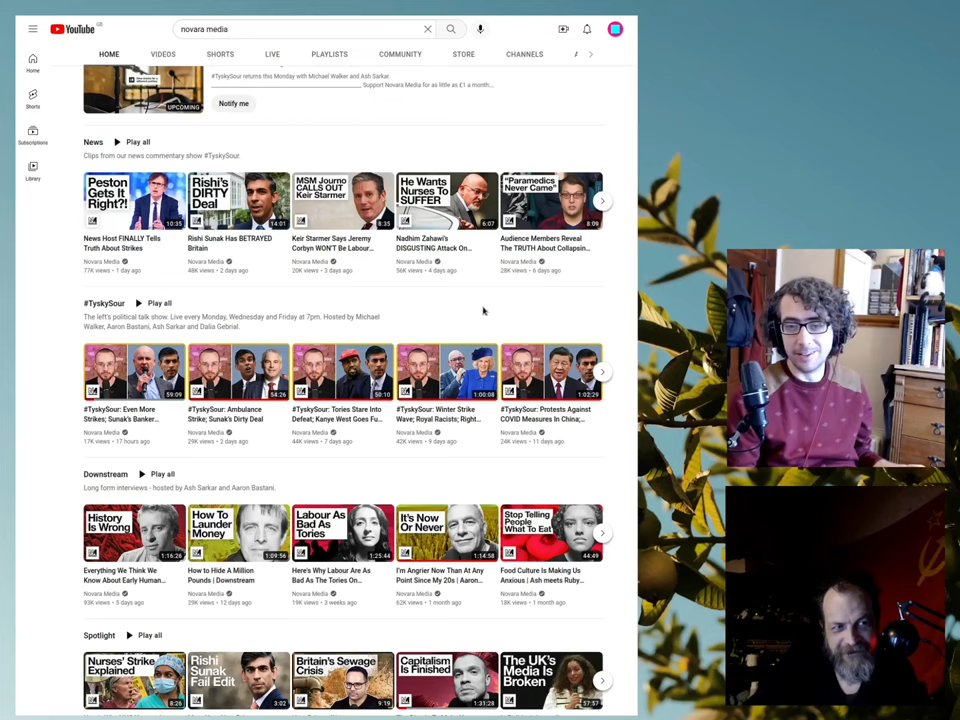 YouTube GB
novara media
HOME VIDEOS SHORTS LIVE PLAYLISTS COMMUNITY STORE CHANNELS
Home
Shorts
Subscriptions
Library
#TyskySour returns this Monday with Michael Walker and Ash Sarkar.
Support Novara Media for as little as £1 a month...
UPCOMING
Notify me
News Play all
Clips from our news commentary show #TyskySour.
Peston Gets It Right?!
10:35
Rishi's DIRTY Deal
14:01
MSM Journo CALLS OUT Keir Starmer
8:35
He Wants Nurses To SUFFER
6:07
"Paramedics Never Came"
8:09
News Host FINALLY Tells Truth About Strikes
Novara Media
77K views • 1 day ago
Rishi Sunak Has BETRAYED Britain
Novara Media
48K views • 2 days ago
Keir Starmer Says Jeremy Corbyn WON'T Be Labour...
Novara Media
20K views • 3 days ago
Nadhim Zahawi's DISGUSTING Attack On...
Novara Media
56K views • 4 days ago
Audience Members Reveal The TRUTH About Collapsin...
Novara Media
28K views • 6 days ago
#TyskySour Play all
The left's political talk show. Live every Monday, Wednesday and Friday at 7pm. Hosted by Michael
Walker, Aaron Bastani, Ash Sarkar and Dalia Gebrial.
59:09
54:26
50:10
1:00:08
1:02:29
#TyskySour: Even More Strikes; Sunak's Banker...
Novara Media
17K views • 17 hours ago
#TyskySour: Ambulance Strike; Sunak's Dirty Deal
Novara Media
29K views • 2 days ago
#TyskySour: Tories Stare Into Defeat; Kanye West Goes Fu...
Novara Media
44K views • 7 days ago
#TyskySour: Winter Strike Wave; Royal Racists; Right...
Novara Media
42K views • 9 days ago
#TyskySour: Protests Against COVID Measures In China;...
Novara Media
24K views • 11 days ago
Downstream Play all
Long form interviews - hosted by Ash Sarkar and Aaron Bastani.
History Is Wrong
1:16:26
How To Launder Money
1:09:56
Labour As Bad As Tories
1:25:44
It's Now Or Never
1:14:58
Stop Telling People What To Eat
44:49
Everything We Think We Know About Early Human...
Novara Media
93K views • 5 days ago
How to Hide A Million Pounds | Downstream
Novara Media
29K views • 12 days ago
Here's Why Labour Are Bad As The Tories On...
Novara Media
19K views • 3 weeks ago
I'm Angrier Now Than At Any Point Since My 20s | Aaron...
Novara Media
62K views • 1 month ago
Food Culture Is Making Us Anxious | Ash meets Ruby...
Novara Media
18K views • 1 month ago
Spotlight Play all
Nurses' Strike Explained
8:26
Rishi Sunak Fail Edit
3:02
Britain's Sewage Crisis
9:19
Capitalism Is Finished
1:31:28
The UK's Media Is Broken
57:57